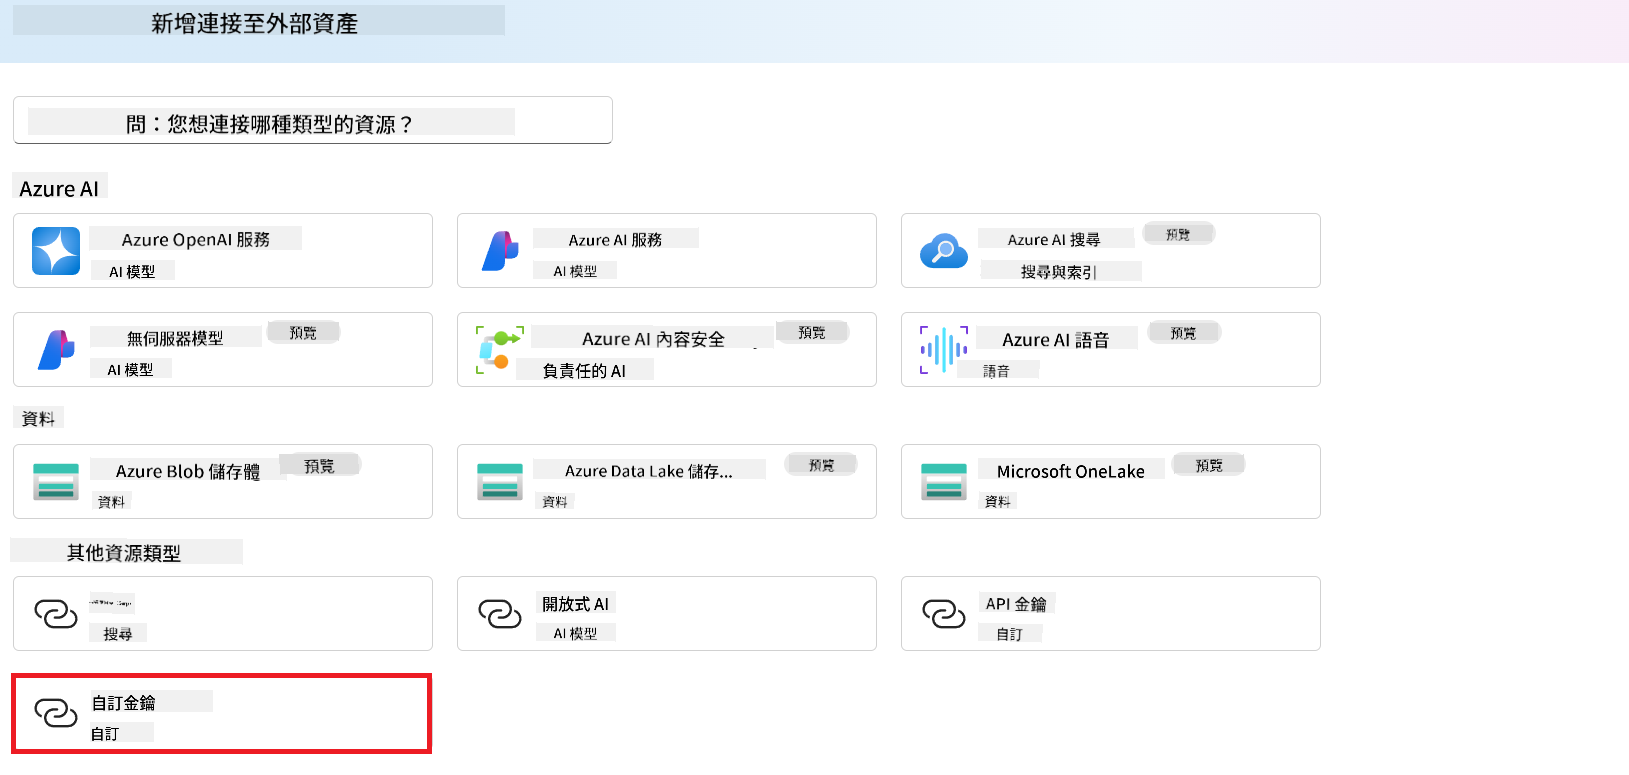 新增連接至外部資產
問：您想連接哪種類型的資源？
Azure AI
Azure OpenAI 服務
AI 模型
Azure AI 服務
AI 模型
Azure AI 搜尋
預覽
搜尋與索引
無伺服器模型
預覽
AI 模型
Azure AI 內容安全
預覽
負責任的 AI
Azure AI 語音
預覽
語音
資料
Azure Blob 儲存體
預覽
資料
Azure Data Lake 儲存...
預覽
資料
Microsoft OneLake
預覽
資料
其他資源類型
搜尋
開放式 AI
AI 模型
API 金鑰
自訂
自訂金鑰
自訂